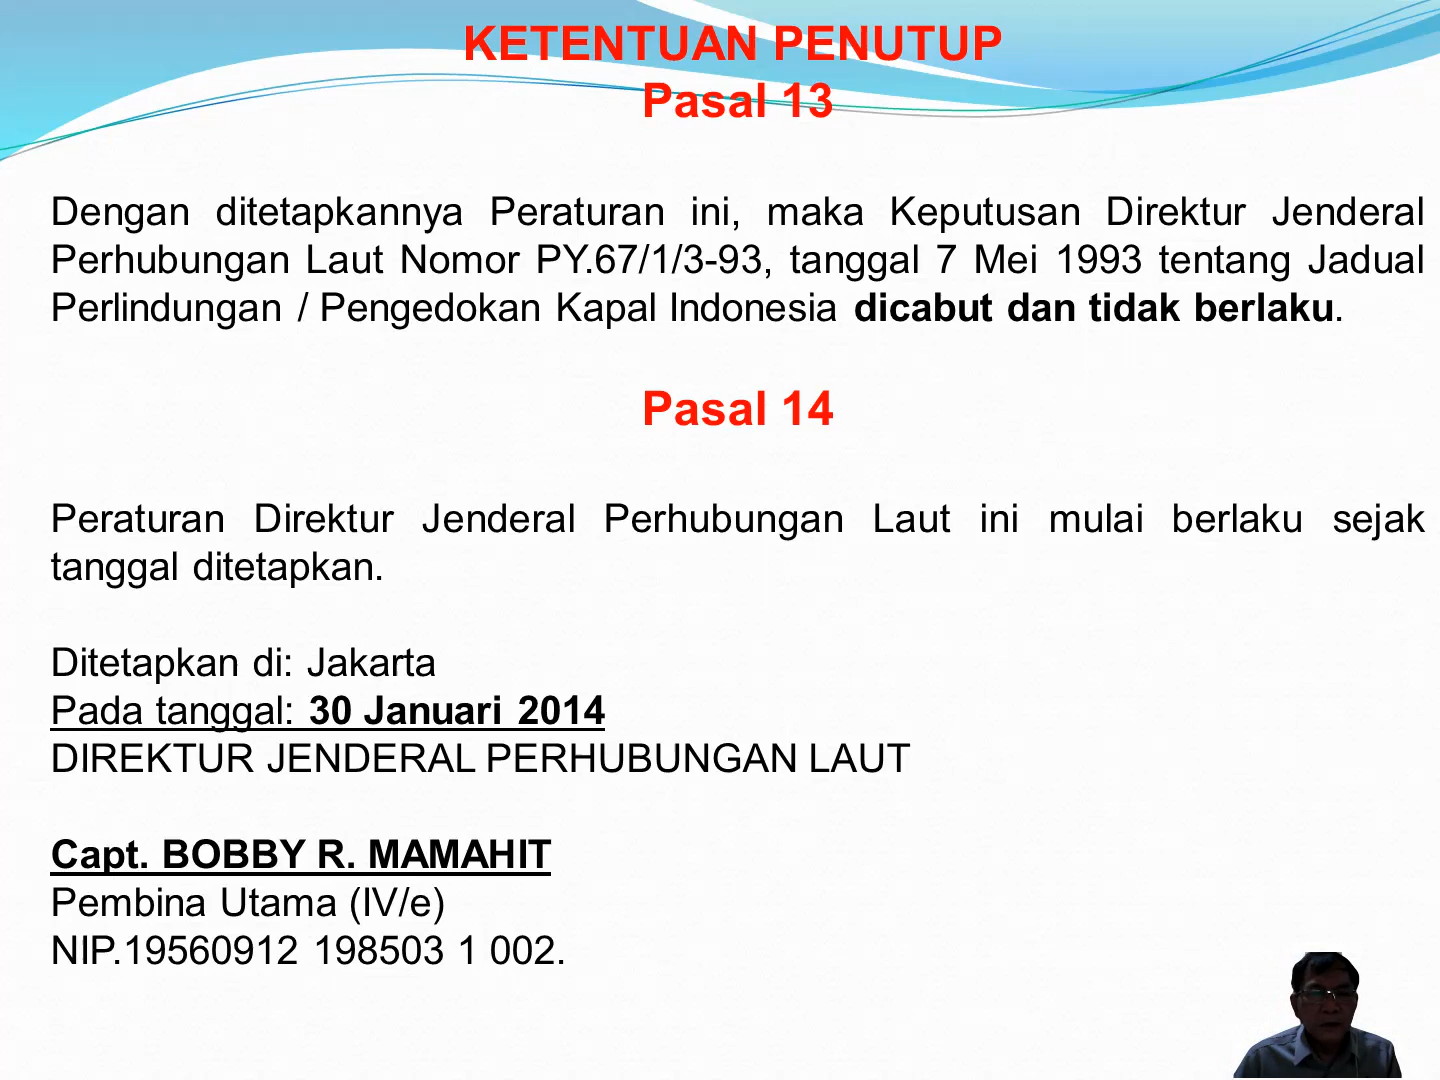 KETENTUAN PENUTUP
Pasal 13
Dengan ditetapkannya Peraturan ini, maka Keputusan Direktur Jenderal
Perhubungan Laut Nomor PY.67/1/3-93, tanggal 7 Mei 1993 tentang Jadual
Perlindungan / Pengedokan Kapal Indonesia dicabut dan tidak berlaku.
Pasal 14
Peraturan Direktur Jenderal Perhubungan Laut ini mulai berlaku sejak
tanggal ditetapkan.
Ditetapkan di: Jakarta
Pada tanggal: 30 Januari 2014
DIREKTUR JENDERAL PERHUBUNGAN LAUT
Capt. BOBBY R. MAMAHIT
Pembina Utama (IV/e)
NIP.19560912 198503 1 002.